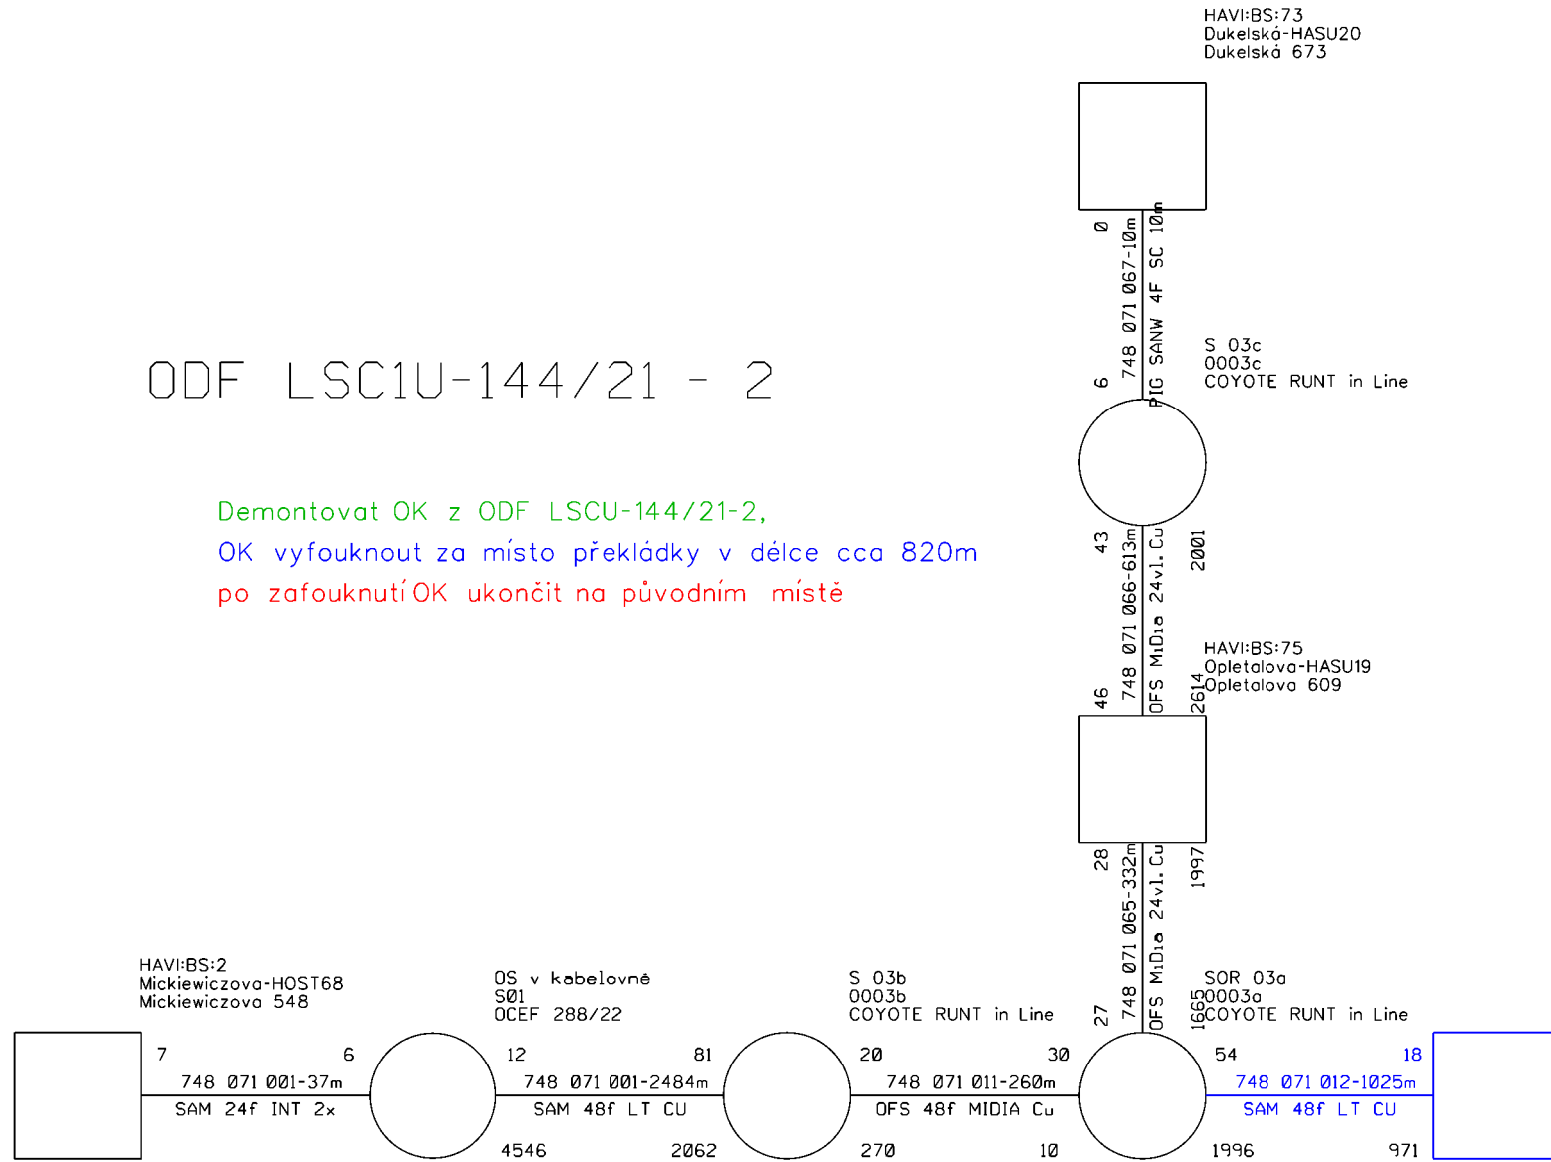 HAVI:BS:73
Dukelská-HASU20
Dukelská 673
0
748 071 067-10m
PIG SANW 4F SC 10m
6
S 03c
0003c
COYOTE RUNT in Line
ODF LSC1U-144/21 - 2
Demontovat OK z ODF LSCU-144/21-2,
OK vyfouknout za místo překládky v délce cca 820m
po zafouknutí OK ukončit na původním místě
43
748 071 066-613m
OFS MiDia 24vl.Cu
2001
46
2614
HAVI:BS:75
Opletalova-HASU19
Opletalova 609
28
748 071 065-332m
OFS MiDia 24vl.Cu
1997
27
1665
HAVI:BS:2
Mickiewiczova-HOST68
Mickiewiczova 548
OS v kabelovně
S01
OCEF 288/22
S 03b
0003b
COYOTE RUNT in Line
SOR 03a
0003a
COYOTE RUNT in Line
7 6
748 071 001-37m
SAM 24f INT 2x
12 81
748 071 001-2484m
SAM 48f LT CU
4546 2062
20 30
748 071 011-260m
OFS 48f MIDIA Cu
270 10
54 18
748 071 012-1025m
SAM 48f LT CU
1996 971